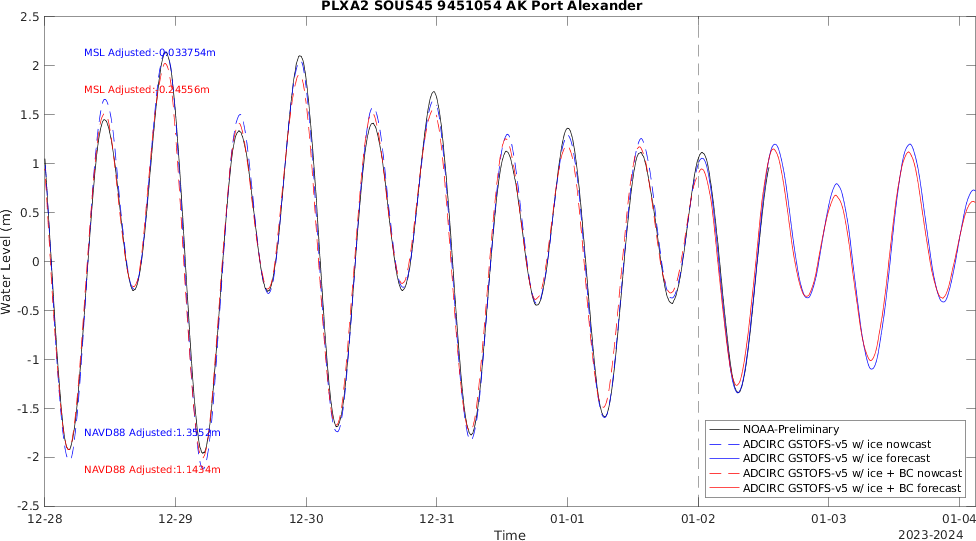 PLXA2 SOUS45 9451054 AK Port Alexander
2.5
2
1.5
1
0.5
0
-0.5
-1
-1.5
-2
-2.5
Water Level (m)
MSL Adjusted:-0.033754m
MSL Adjusted:-0.24556m
NAVD88 Adjusted:1.3552m
NAVD88 Adjusted:1.1434m
NOAA-Preliminary
ADCIRC GSTOFS-v5 w/ ice nowcast
ADCIRC GSTOFS-v5 w/ ice forecast
ADCIRC GSTOFS-v5 w/ ice + BC nowcast
ADCIRC GSTOFS-v5 w/ ice + BC forecast
12-28 12-29 12-30 12-31 01-01 01-02 01-03 01-04
Time
2023-2024